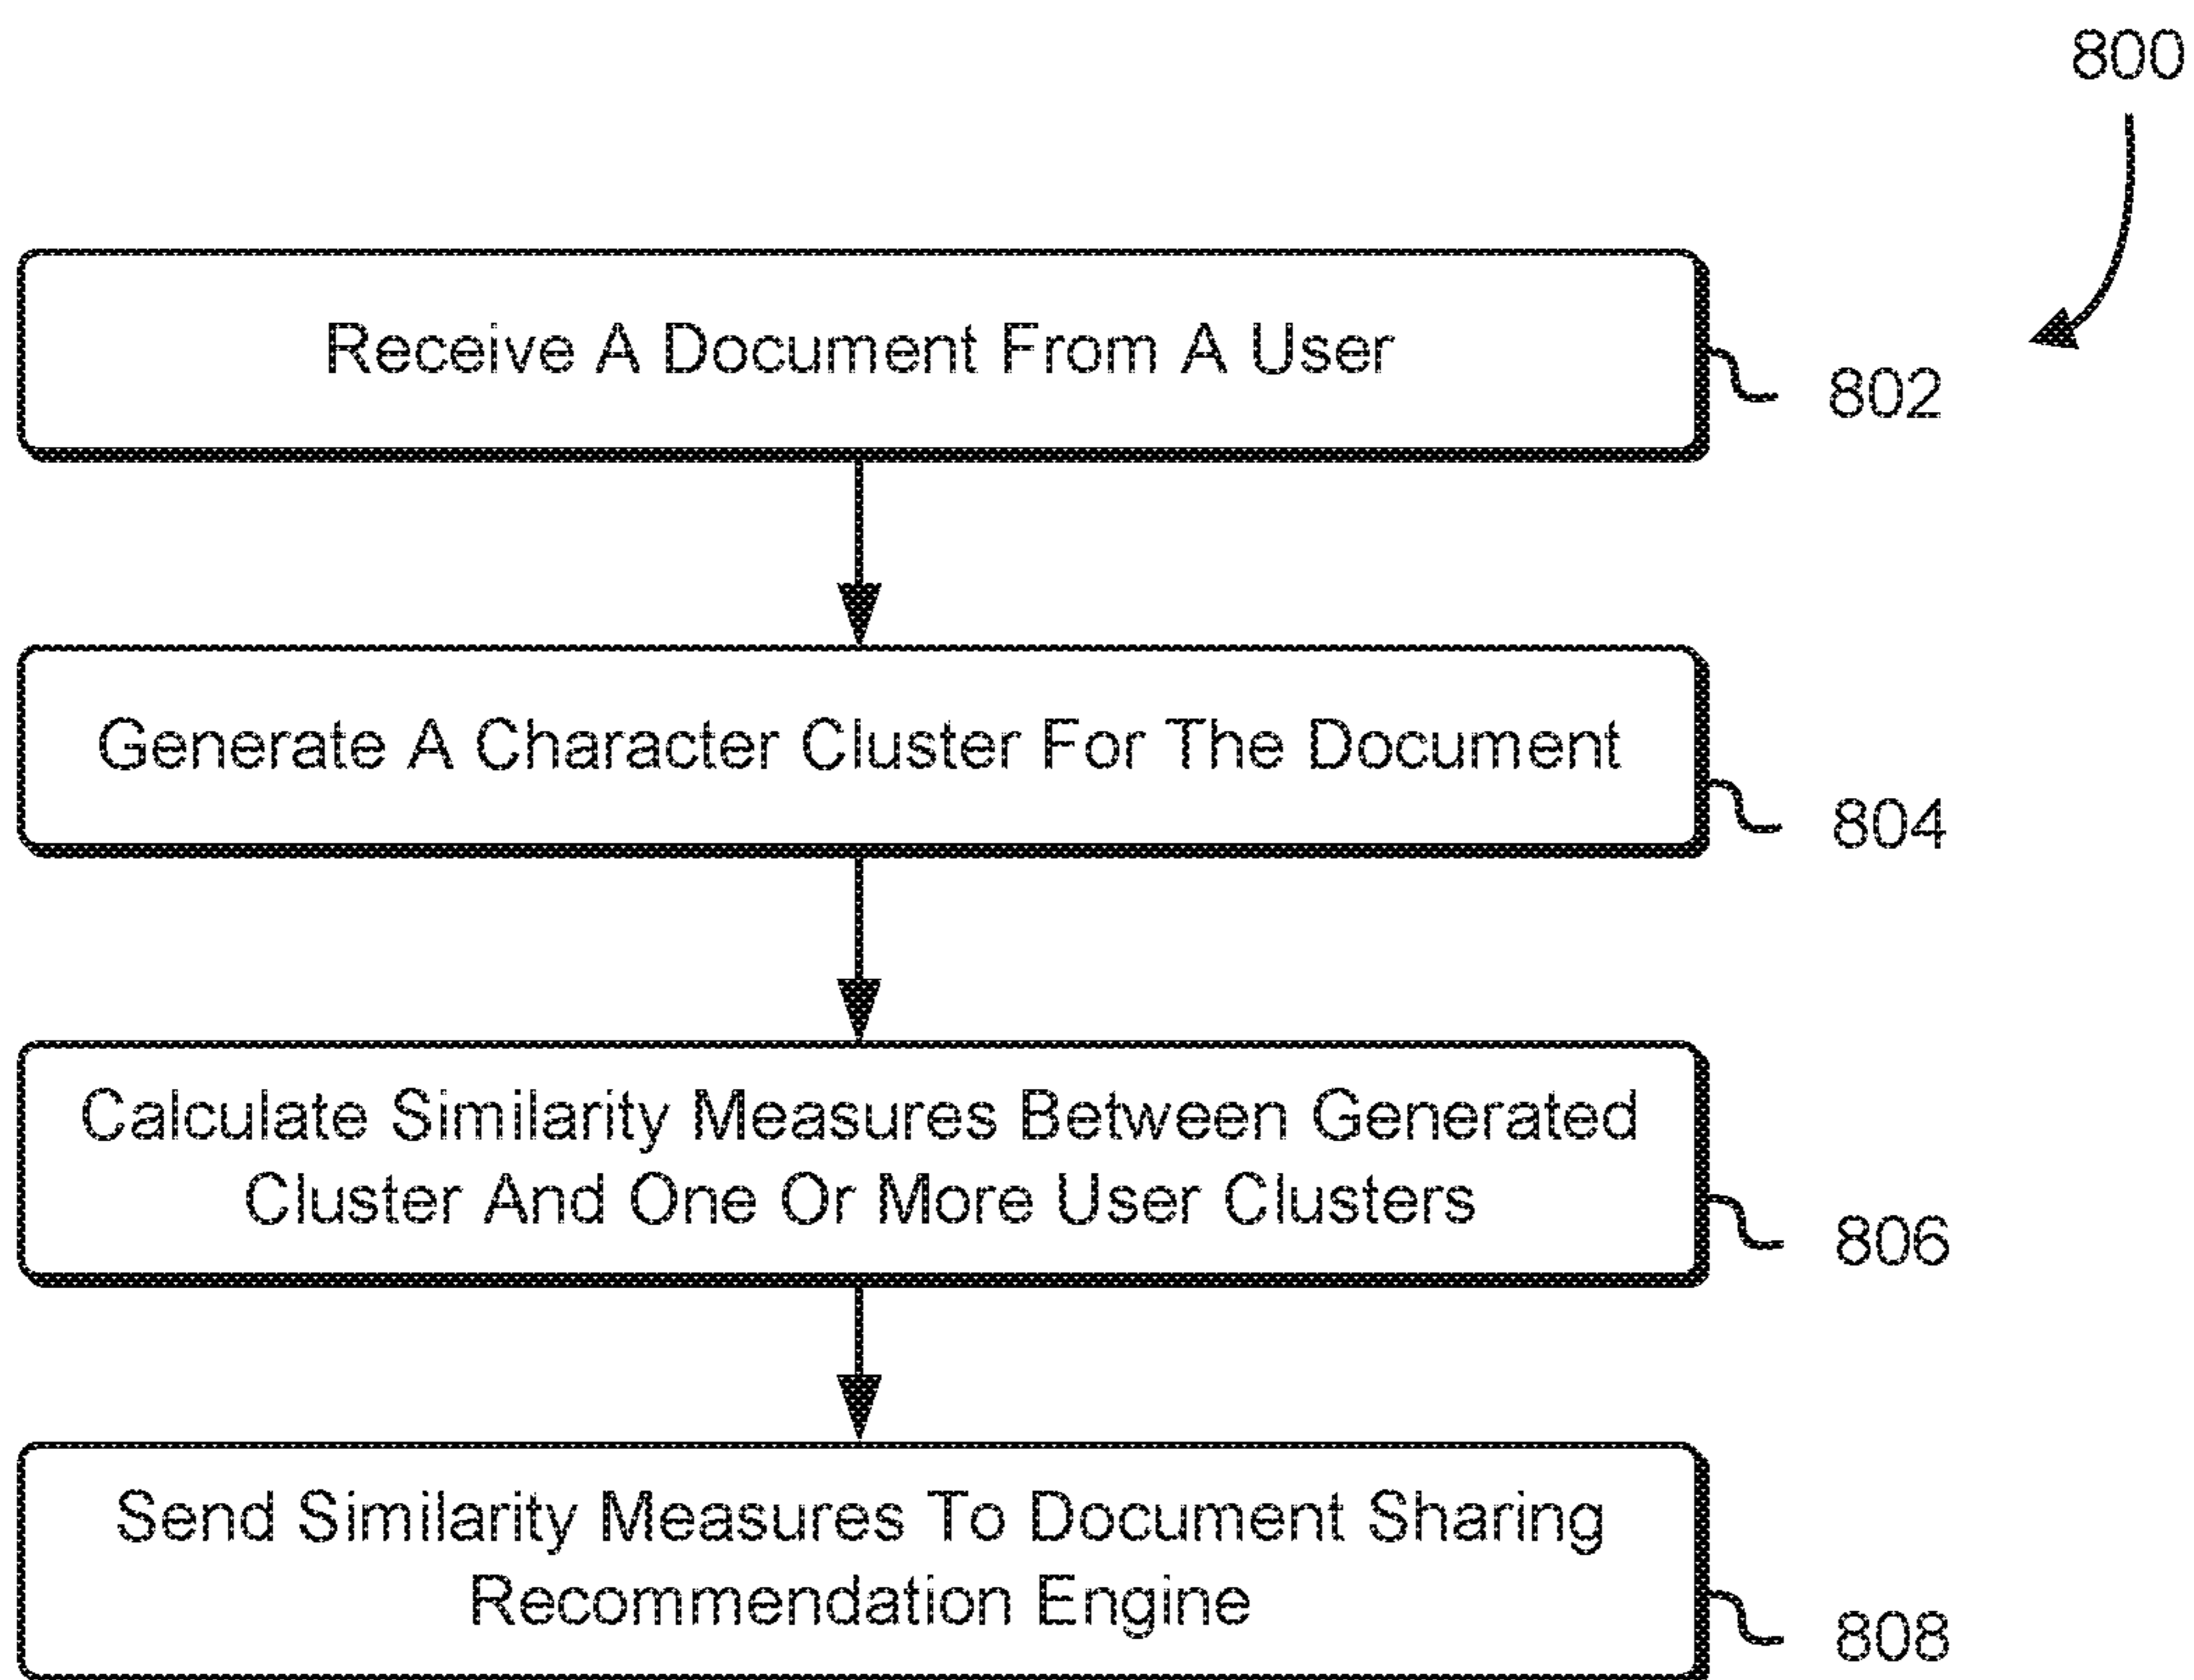 800
Receive A Document From A User
802
Generate A Character Cluster For The Document
804
Calculate Similarity Measures Between Generated
Cluster And One Or More User Clusters
806
Send Similarity Measures To Document Sharing
Recommendation Engine
808